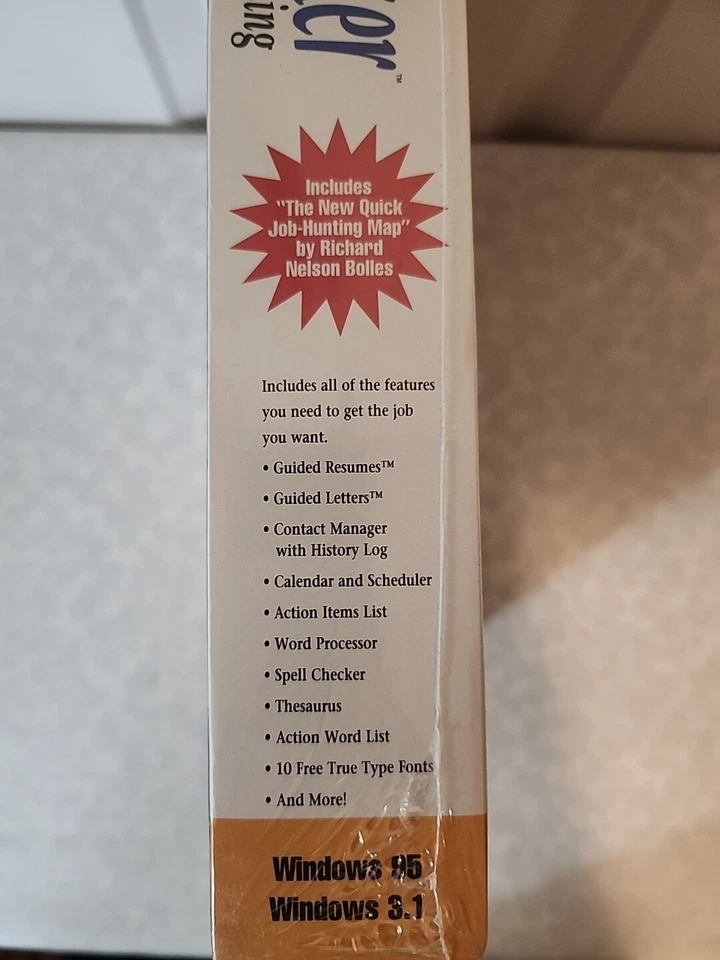 ter™
ing
Includes
"The New Quick
Job-Hunting Map"
by Richard
Nelson Bolles
Includes all of the features
you need to get the job
you want.
• Guided Resumes™
• Guided Letters™
• Contact Manager
with History Log
• Calendar and Scheduler
• Action Items List
• Word Processor
• Spell Checker
• Thesaurus
• Action Word List
• 10 Free True Type Fonts
• And More!
Windows 95
Windows 3.1